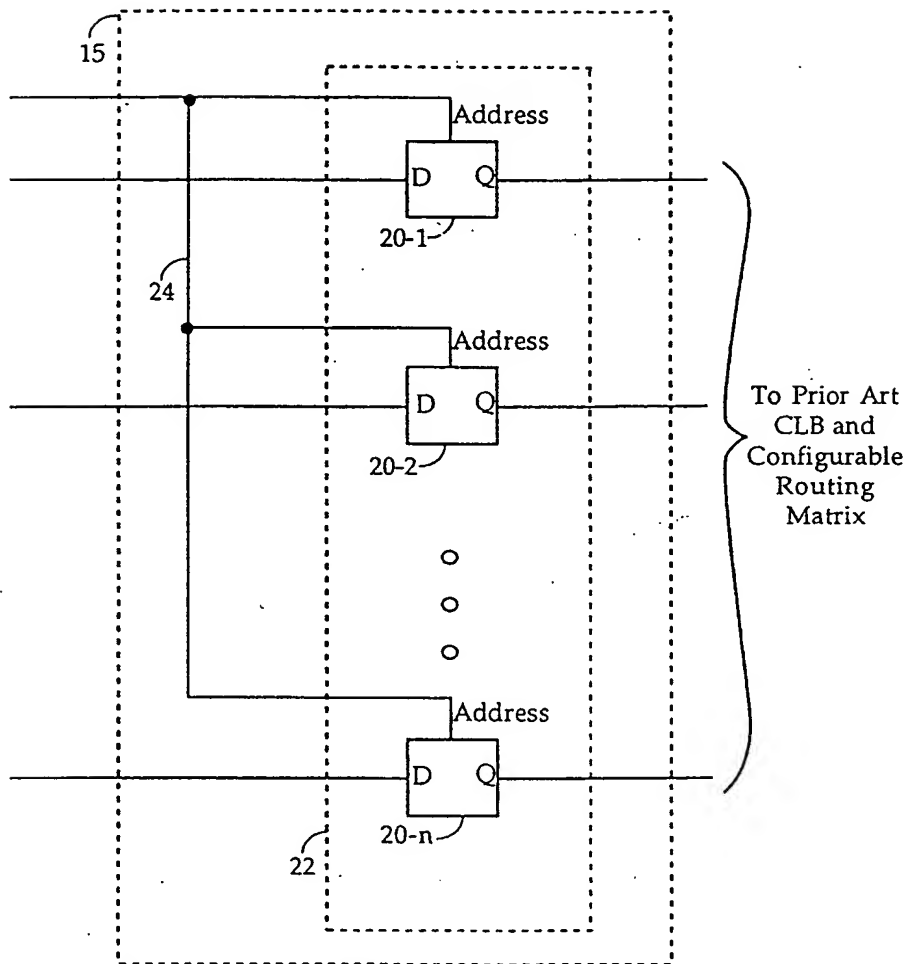 15
Address
D Q
20-1
24
Address
D Q
20-2
To Prior Art
CLB and
Configurable
Routing
Matrix
Address
D Q
20-n
22